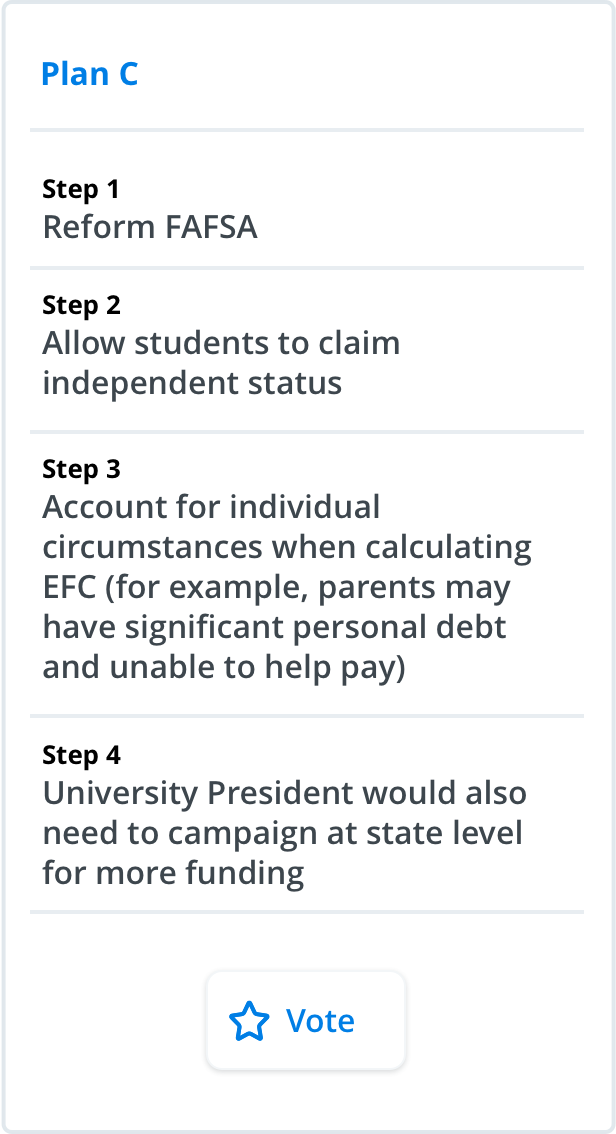 Plan C
Step 1
Reform FAFSA
Step 2
Allow students to claim
independent status
Step 3
Account for individual
circumstances when calculating
EFC (for example, parents may
have significant personal debt
and unable to help pay)
Step 4
University President would also
need to campaign at state level
for more funding
Vote